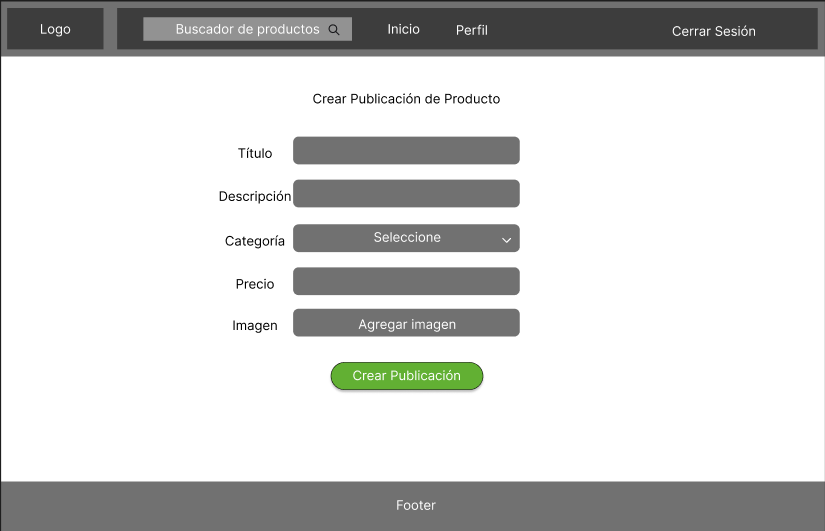 Logo
Buscador de productos
Inicio
Perfil
Cerrar Sesión
Crear Publicación de Producto
Título
Descripción
Categoría
Seleccione
Precio
Imagen
Agregar imagen
Crear Publicación
Footer